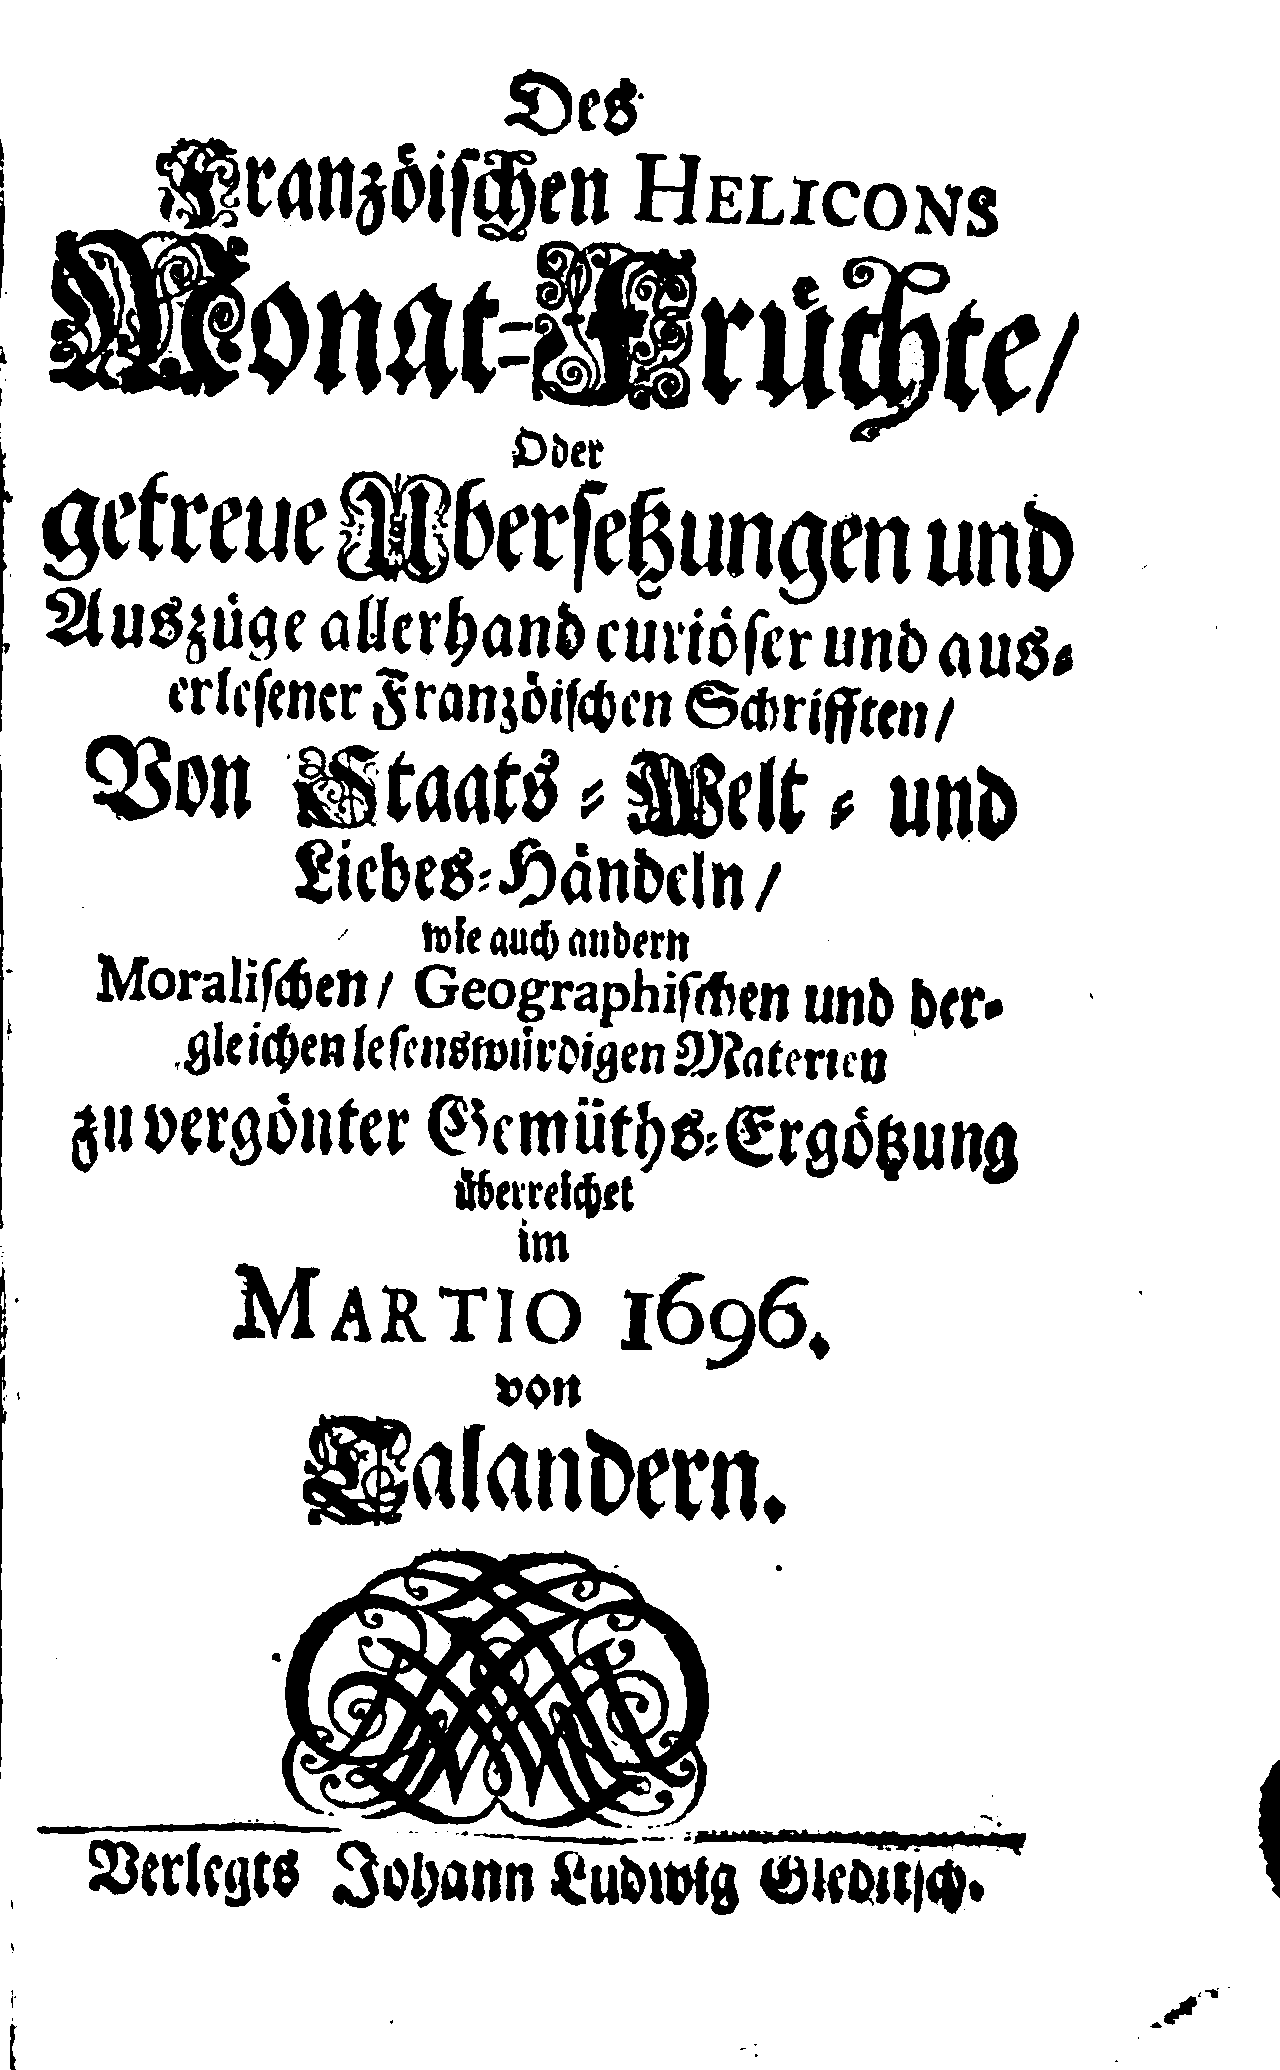 Des
Franzöischen HELICONS
Monat-Früchte/
Oder
getreue Ubersetzungen und
Auszüge allerhand curiöser und aus-
erlesener Französischen Schrifften/
Von Staats - Welt - und
Liebes-Händeln/
wie auch andern
Moralischen/ Geographischen und der-
gleichen lesenswürdigen Materien
zu vergönter Gemüths-Ergötzung
überreichet
im
MARTIO 1696.
von
Talandern.
Verlegts Johann Ludwig Gleditsch.